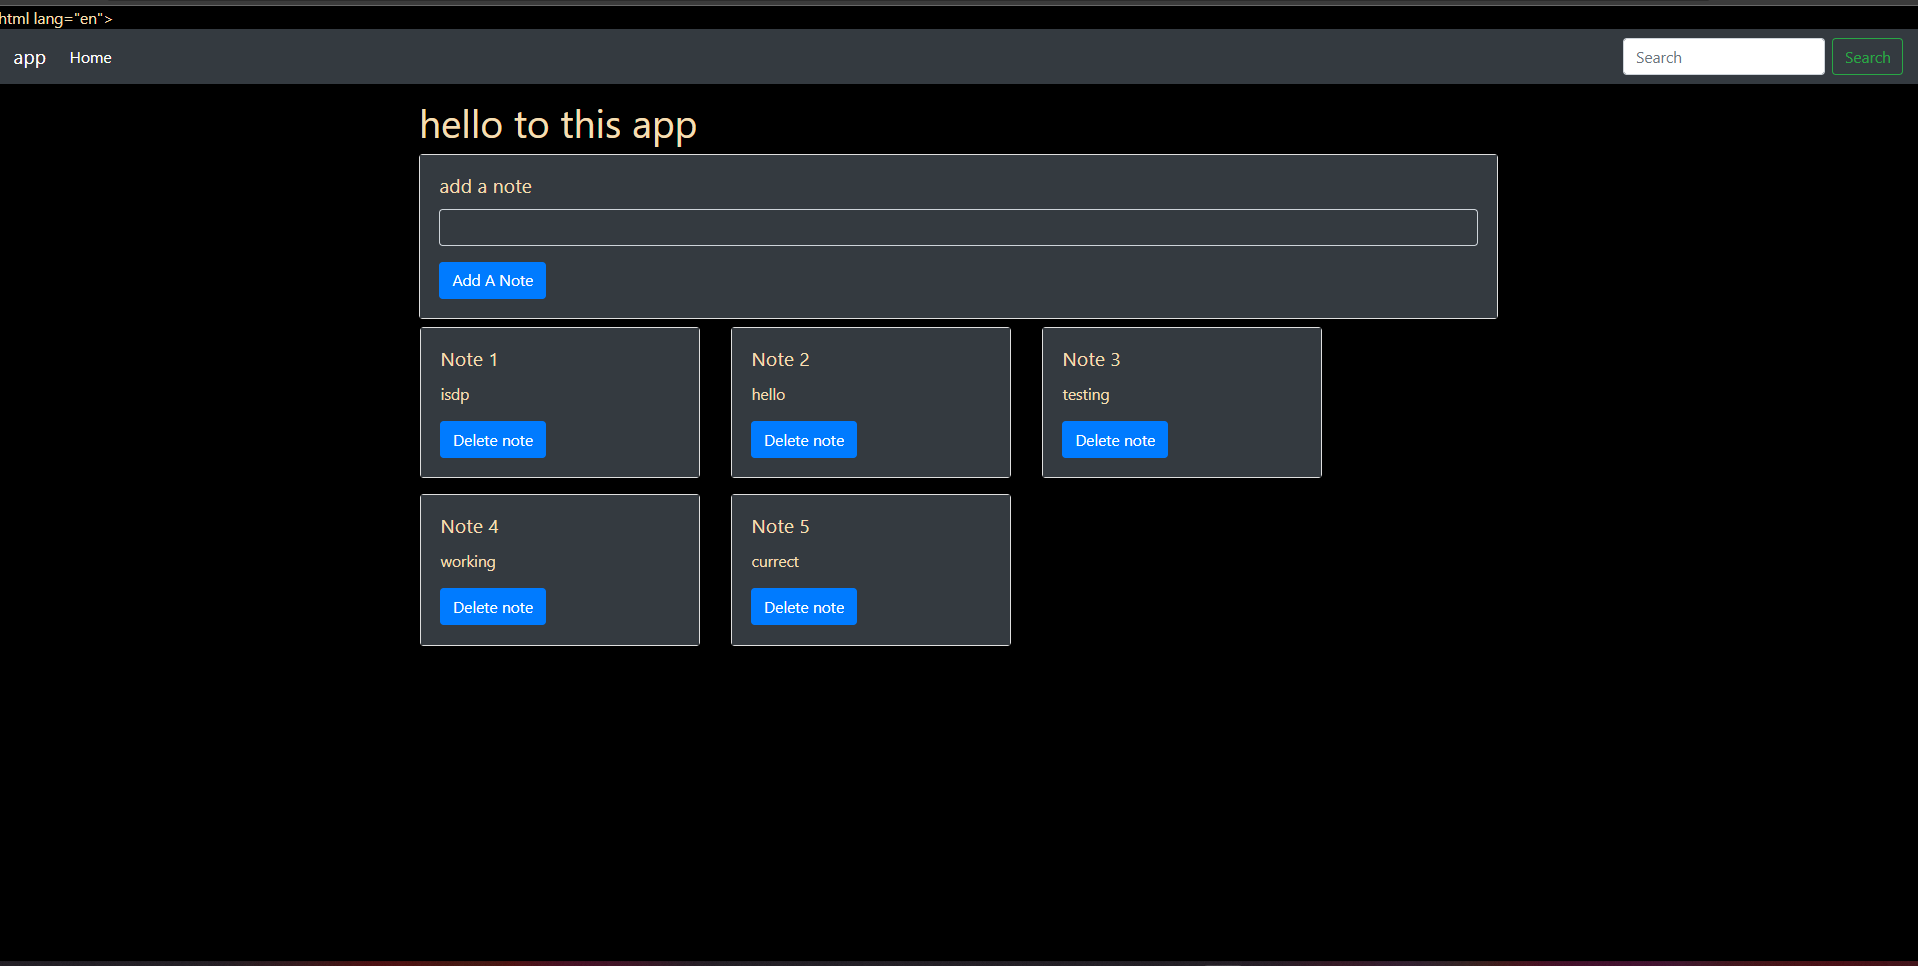 html lang="en">
app Home Search Search
hello to this app
add a note
Add A Note
Note 1
isdp
Delete note
Note 2
hello
Delete note
Note 3
testing
Delete note
Note 4
working
Delete note
Note 5
currect
Delete note